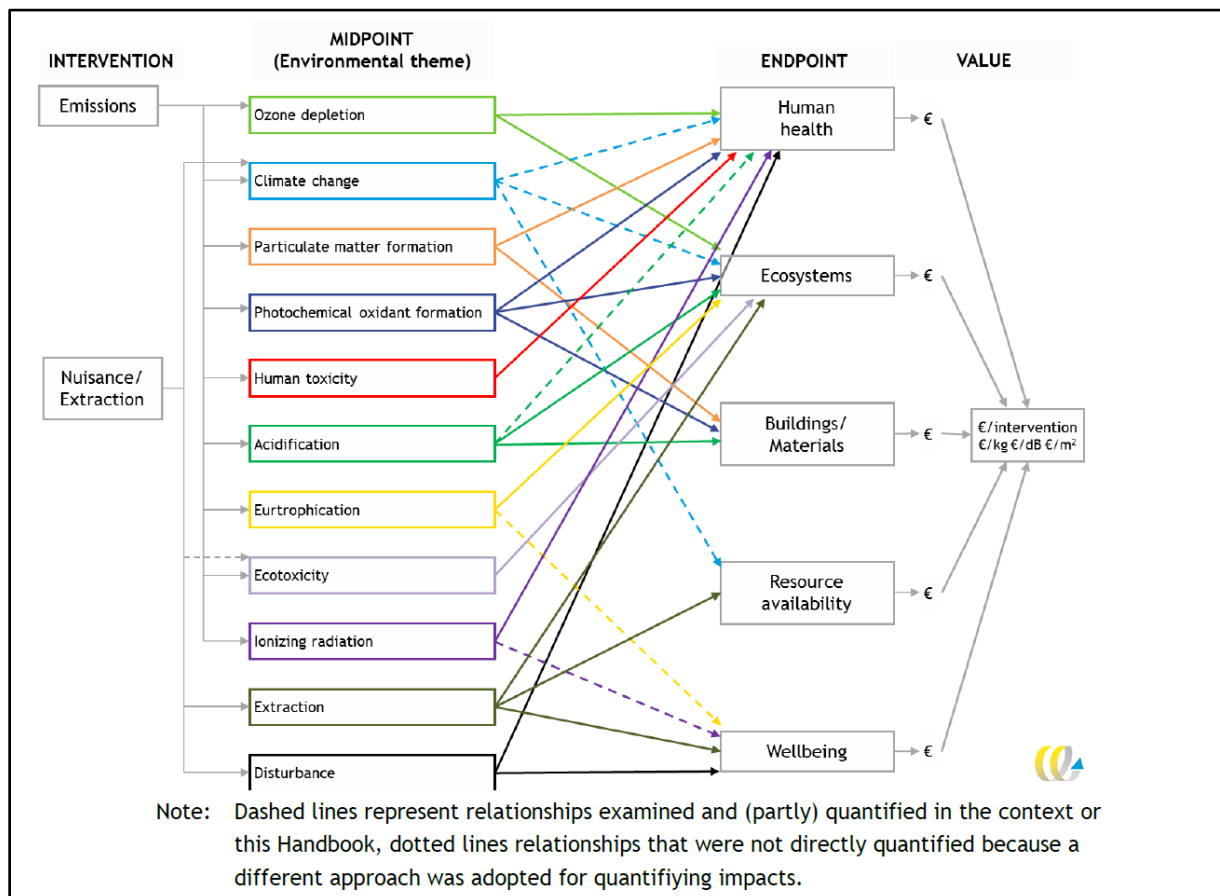 INTERVENTION
MIDPOINT
(Environmental theme)
ENDPOINT
VALUE
Emissions
Nuisance/
Extraction
Ozone depletion
Climate change
Particulate matter formation
Photochemical oxidant formation
Human toxicity
Acidification
Eurtrophication
Ecotoxicity
Ionizing radiation
Extraction
Disturbance
Human
health
Ecosystems
Buildings/
Materials
Resource
availability
Wellbeing
€
€
€
€
€
€/intervention
€/kg €/dB €/m²
Note: Dashed lines represent relationships examined and (partly) quantified in the context or
this Handbook, dotted lines relationships that were not directly quantified because a
different approach was adopted for quantifiying impacts.